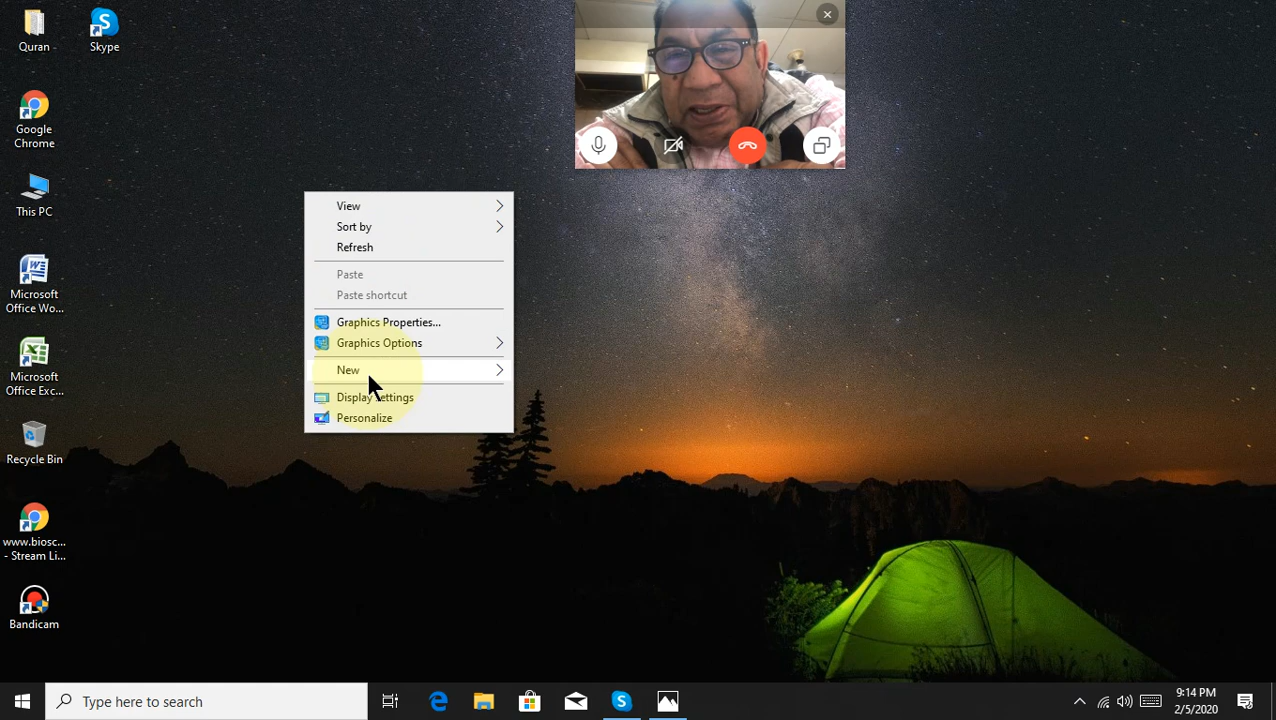 Quran
Skype
Google
Chrome
This PC
Microsoft
Office Wo...
Microsoft
Office Exc...
Recycle Bin
www.biosc...
- Stream Li...
Bandicam
View
Sort by
Refresh
Paste
Paste shortcut
Graphics Properties...
Graphics Options
New
Display settings
Personalize
Type here to search
9:14 PM
2/5/2020